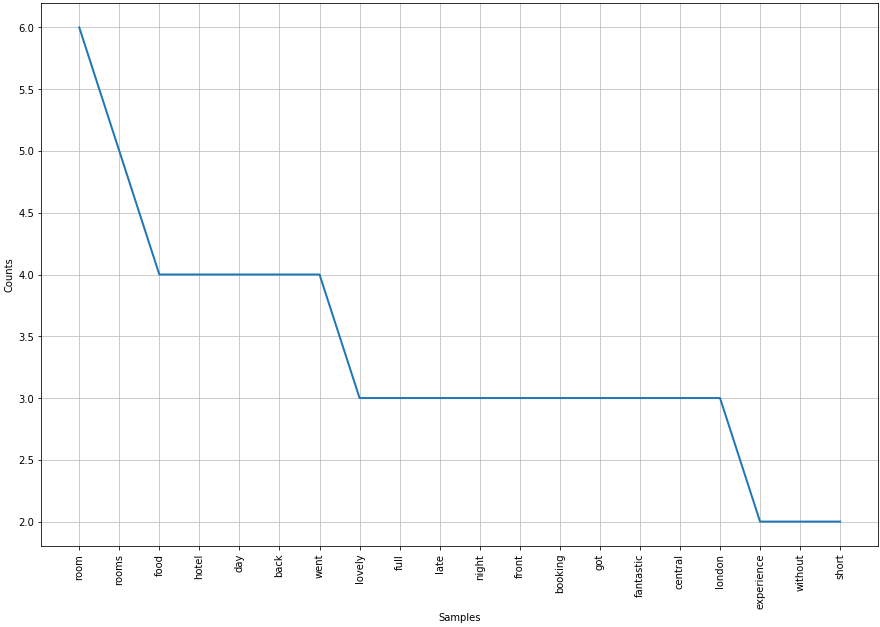 6.0
5.5
5.0
4.5
4.0
3.5
3.0
2.5
2.0
Counts
room
rooms
food
hotel
day
back
went
lovely
full
late
night
front
booking
got
fantastic
central
london
experience
without
short
Samples